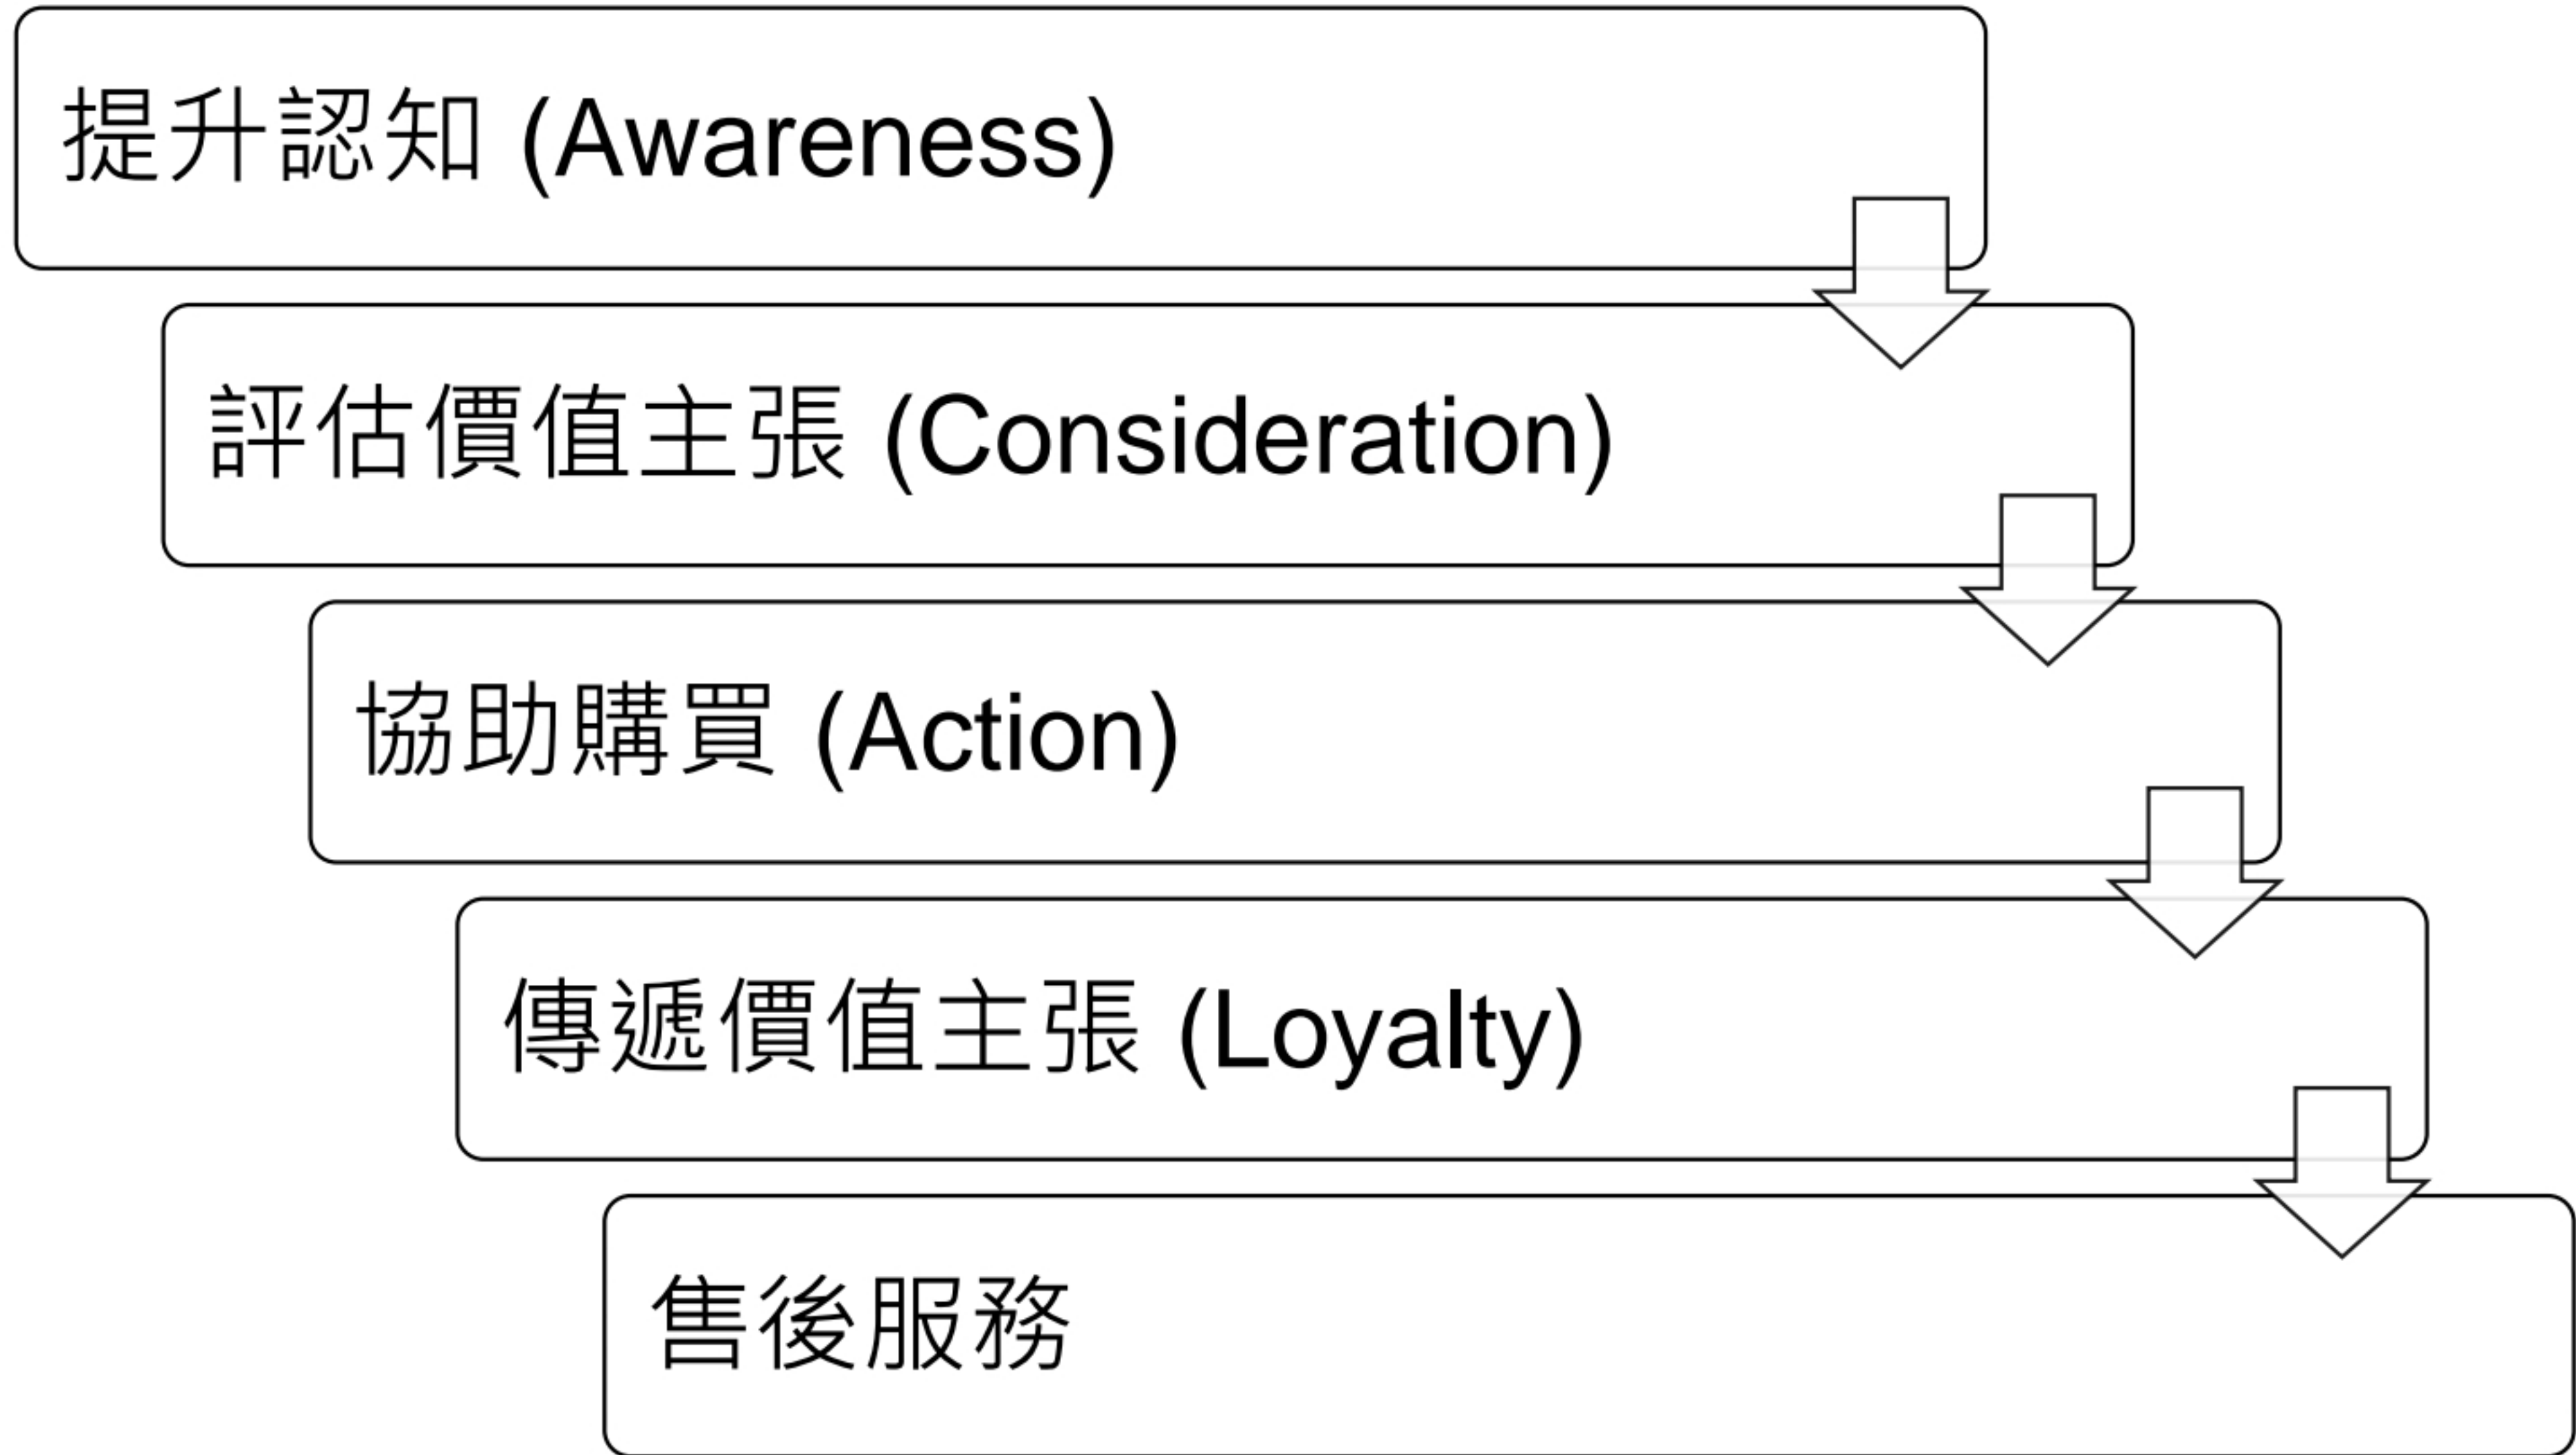 提升認知 (Awareness)
評估價值主張 (Consideration)
協助購買 (Action)
傳遞價值主張 (Loyalty)
售後服務